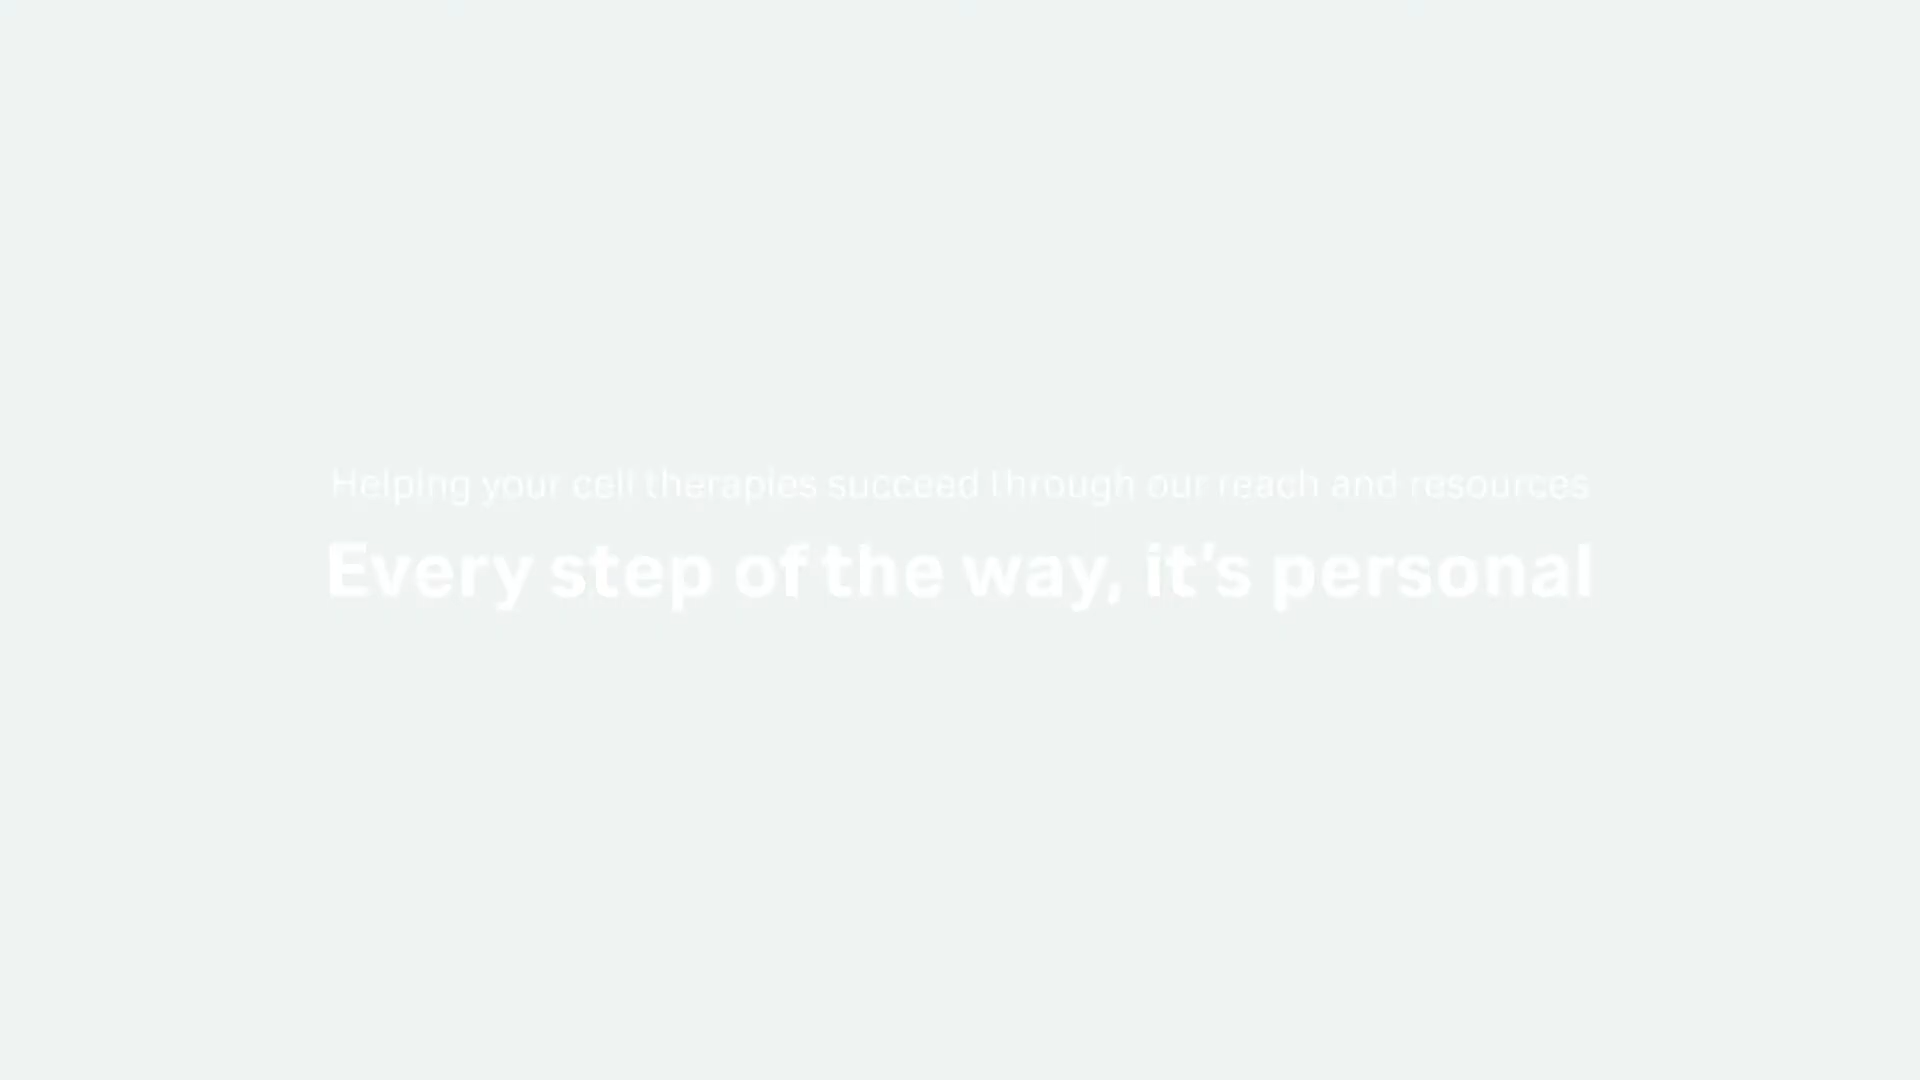 Helping your cell therapies succeed through our reach and resources
Every step of the way, it's personal